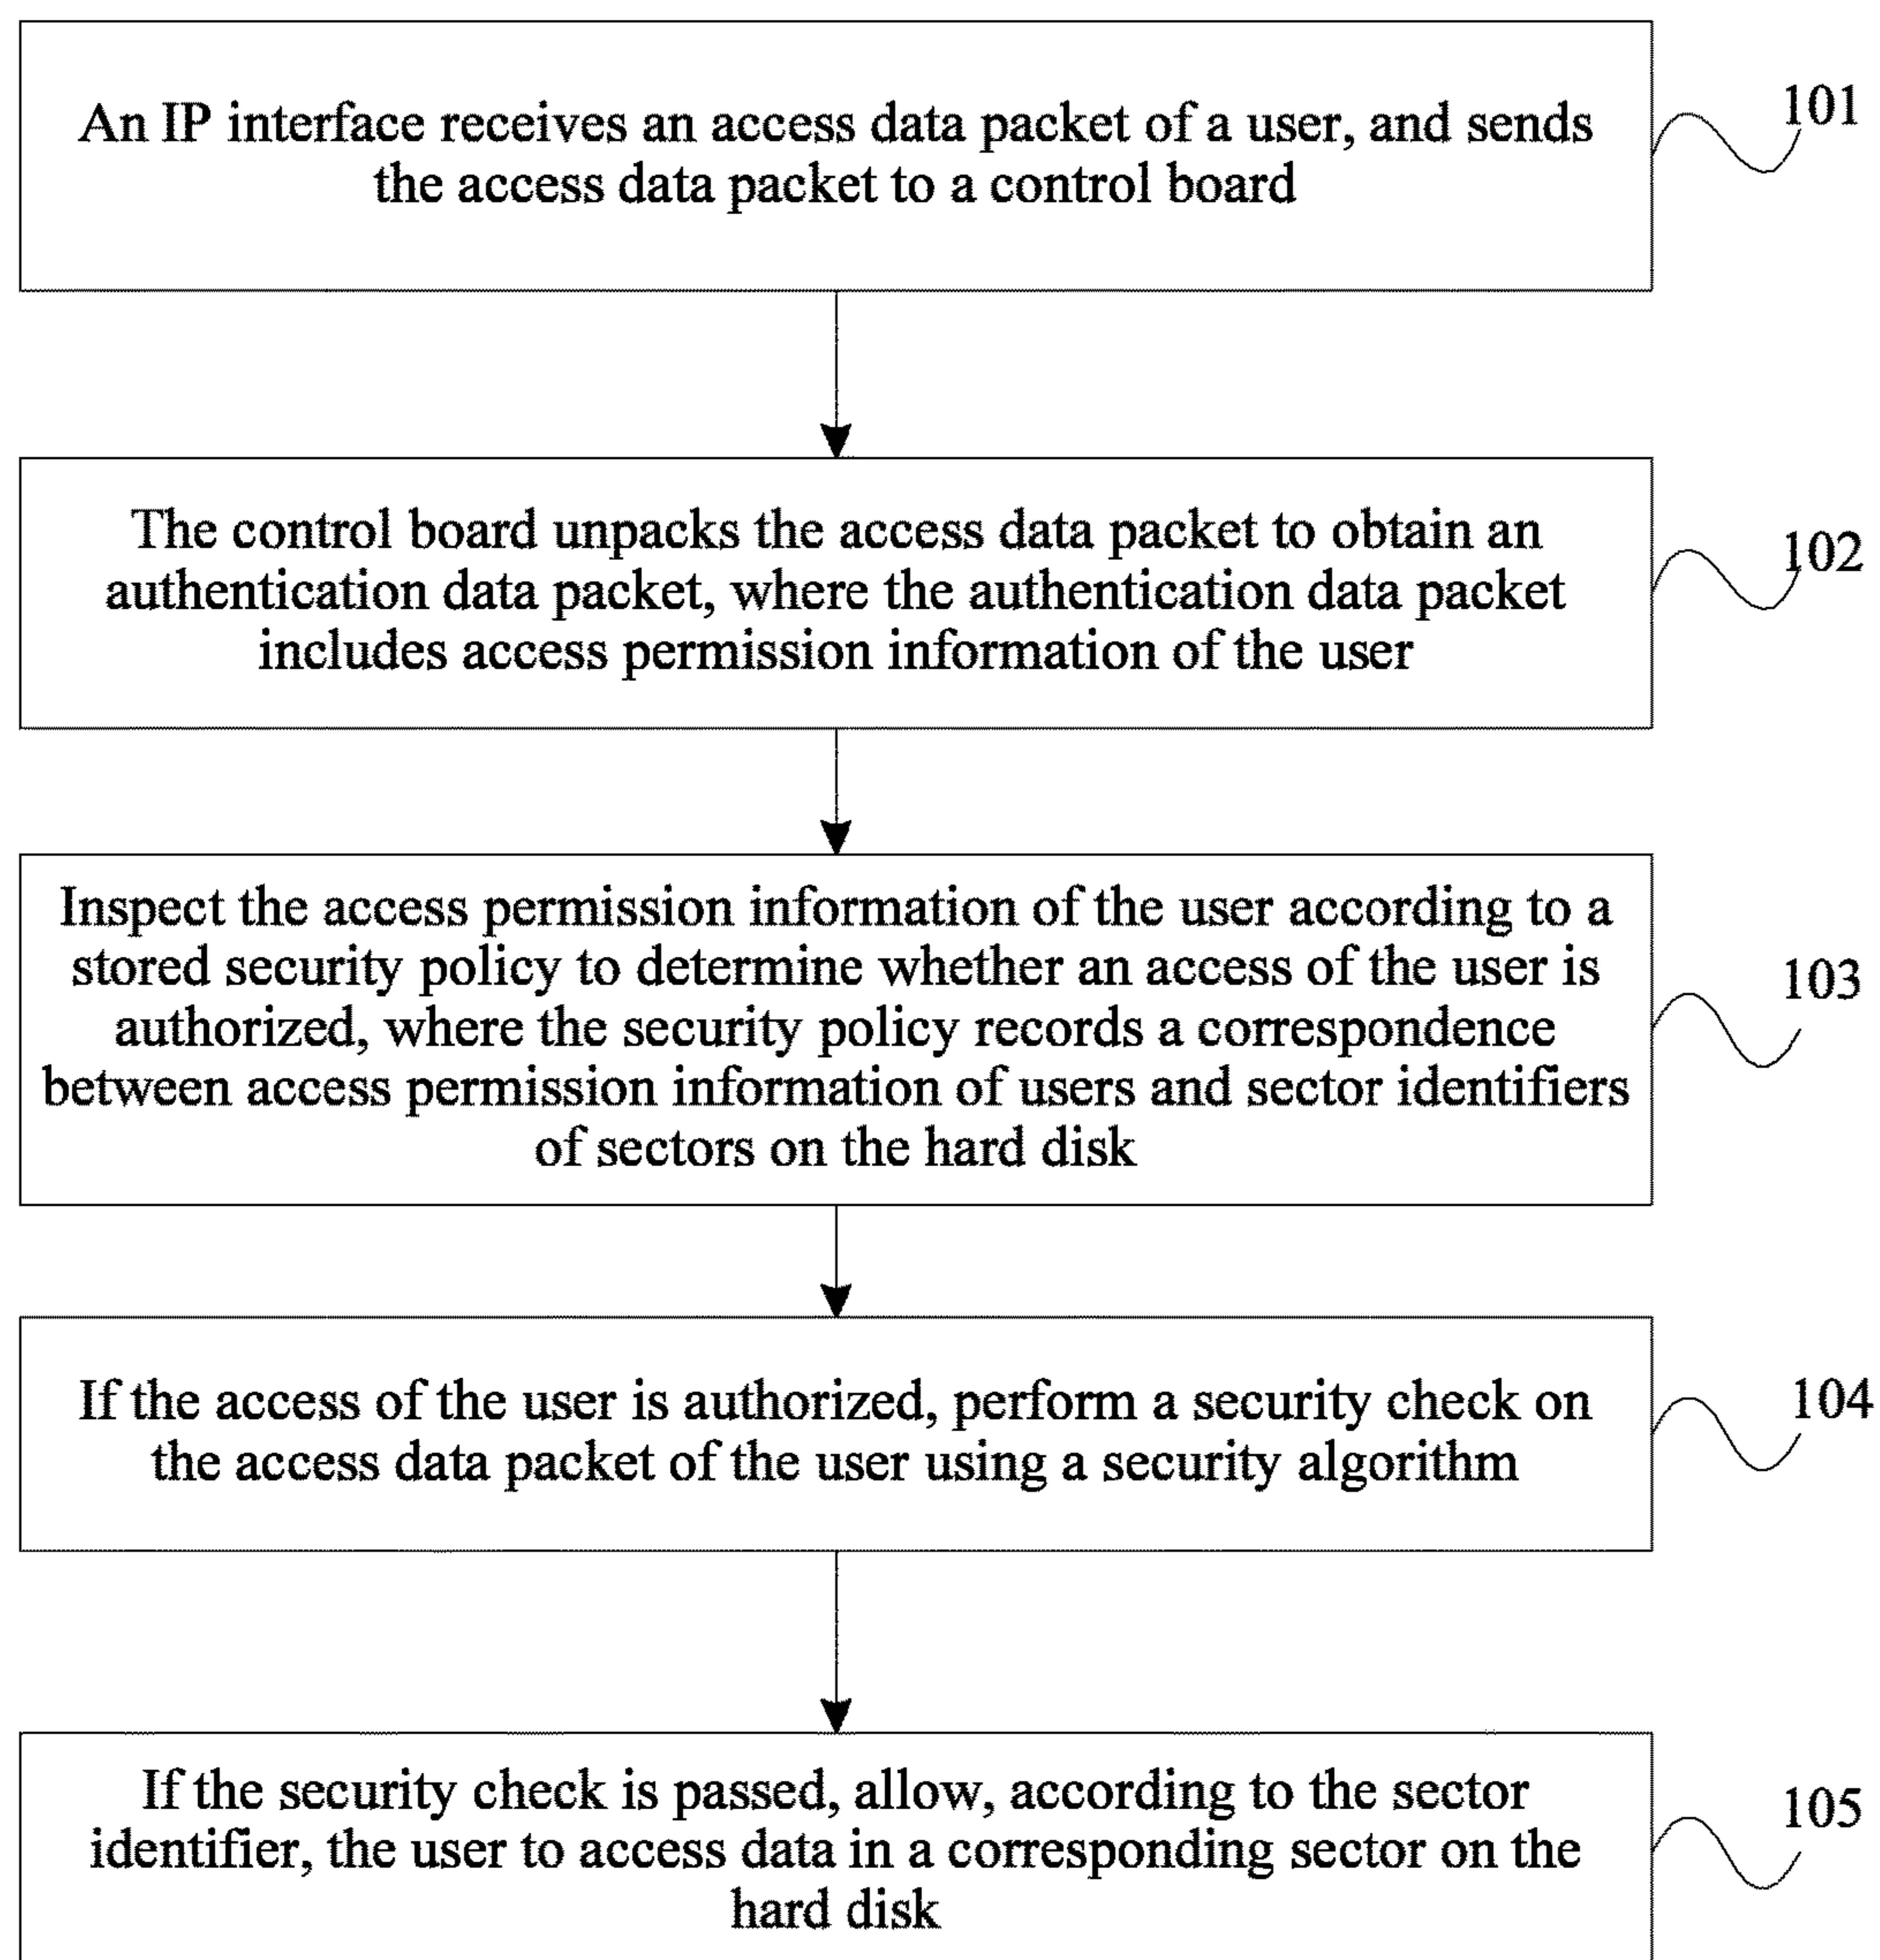 An IP interface receives an access data packet of a user, and sends
the access data packet to a control board
101
The control board unpacks the access data packet to obtain an
authentication data packet, where the authentication data packet
includes access permission information of the user
102
Inspect the access permission information of the user according to a
stored security policy to determine whether an access of the user is
authorized, where the security policy records a correspondence
between access permission information of users and sector identifiers
of sectors on the hard disk
103
If the access of the user is authorized, perform a security check on
the access data packet of the user using a security algorithm
104
If the security check is passed, allow, according to the sector
identifier, the user to access data in a corresponding sector on the
hard disk
105